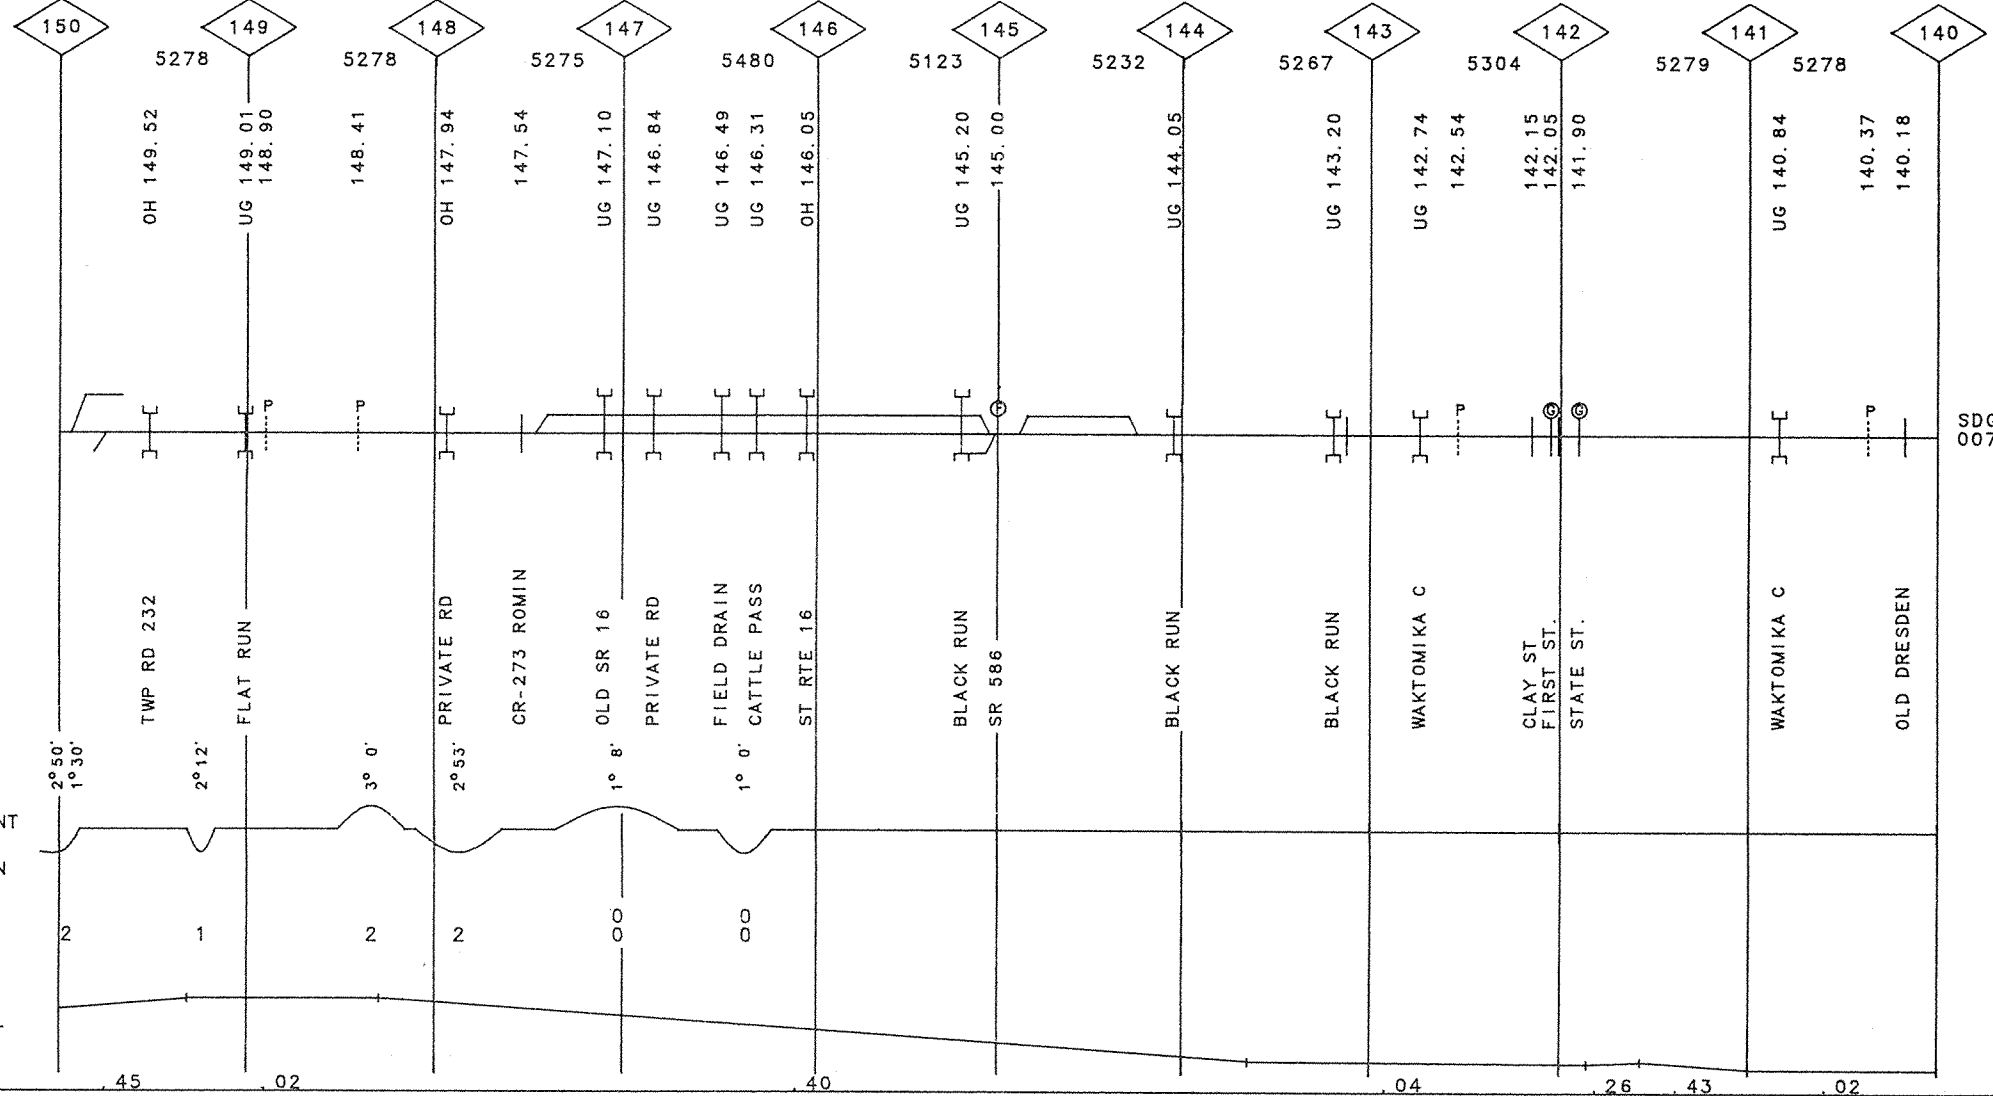 150 149 148 147 146 145 144 143 142 141 140
5278 5278 5275 5480 5123 5232 5267 5304 5279 5278
OH 149.52
UG 149.01
148.90
148.41
OH 147.94
147.54
UG 147.10
UG 146.84
UG 146.49
UG 146.31
OH 146.05
UG 145.20
145.00
UG 144.05
UG 143.20
UG 142.74
142.54
142.15
142.05
141.90
UG 140.84
140.37
140.18
P P F P G G P
SDG
007
TWP RD 232
FLAT RUN
PRIVATE RD
CR-273 ROMIN
OLD SR 16
PRIVATE RD
FIELD DRAIN
CATTLE PASS
ST RTE 16
BLACK RUN
SR 586
BLACK RUN
BLACK RUN
WAKTOMIKA C
CLAY ST
FIRST ST.
STATE ST.
WAKTOMIKA C
OLD DRESDEN
2° 50'
1° 30'
2° 12'
3° 0'
2° 53'
1° 8'
1° 0'
NT
N
0 0
2 1 2 2 0 0
.45 .02 .40 .04 .26 .43 .02